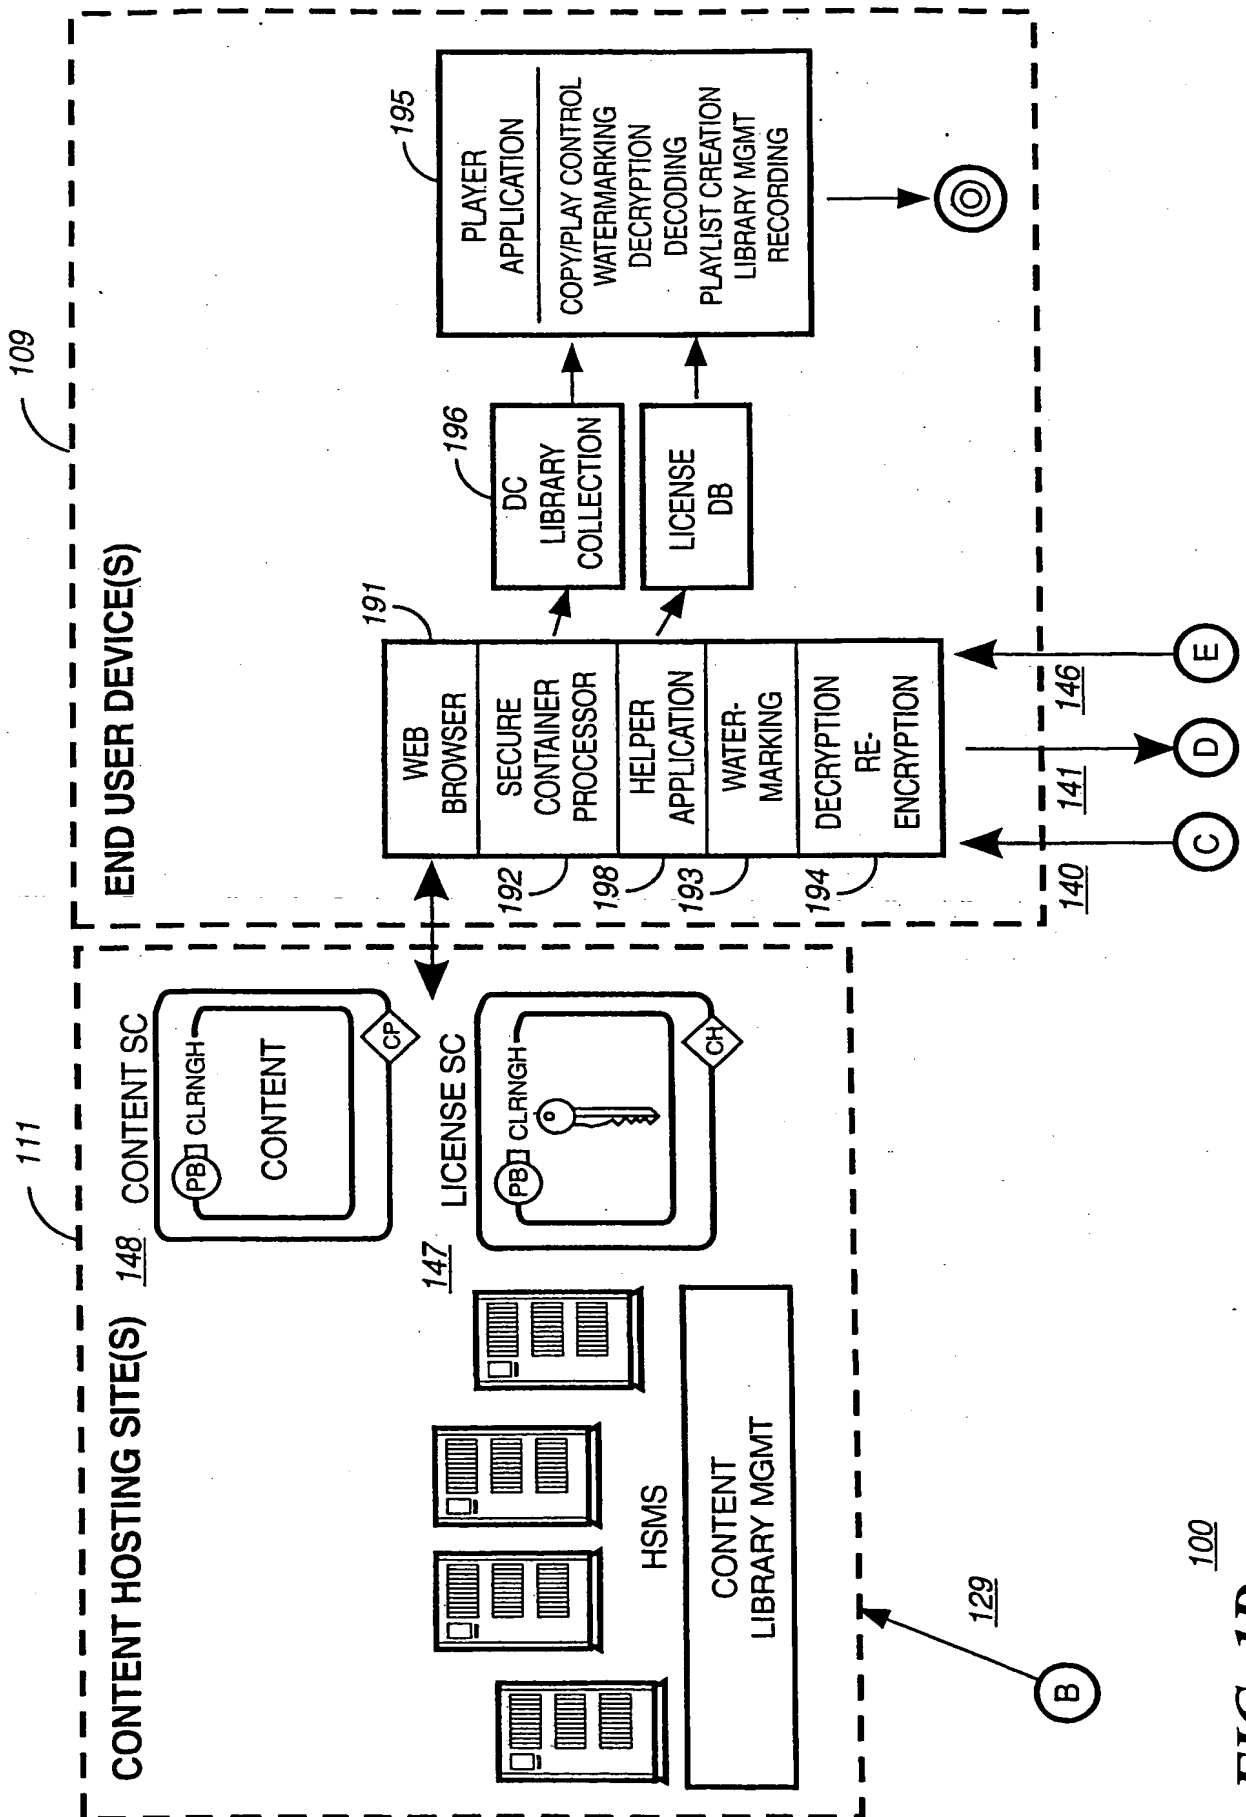 111
CONTENT HOSTING SITE(S)
148
CONTENT SC
PB
CLRNGH
CONTENT
CP
147
LICENSE SC
PB
CLRNGH
CH
HSMS
CONTENT
LIBRARY MGMT
B
129
109
END USER DEVICE(S)
191
WEB
BROWSER
SECURE
CONTAINER
PROCESSOR
HELPER
APPLICATION
WATER-
MARKING
DECRYPTION
RE-
ENCRYPTION
192
198
193
194
196
DC
LIBRARY
COLLECTION
LICENSE
DB
195
PLAYER
APPLICATION
COPY/PLAY CONTROL
WATERMARKING
DECRYPTION
DECODING
PLAYLIST CREATION
LIBRARY MGMT
RECORDING
140
141
146
C
D
E
100